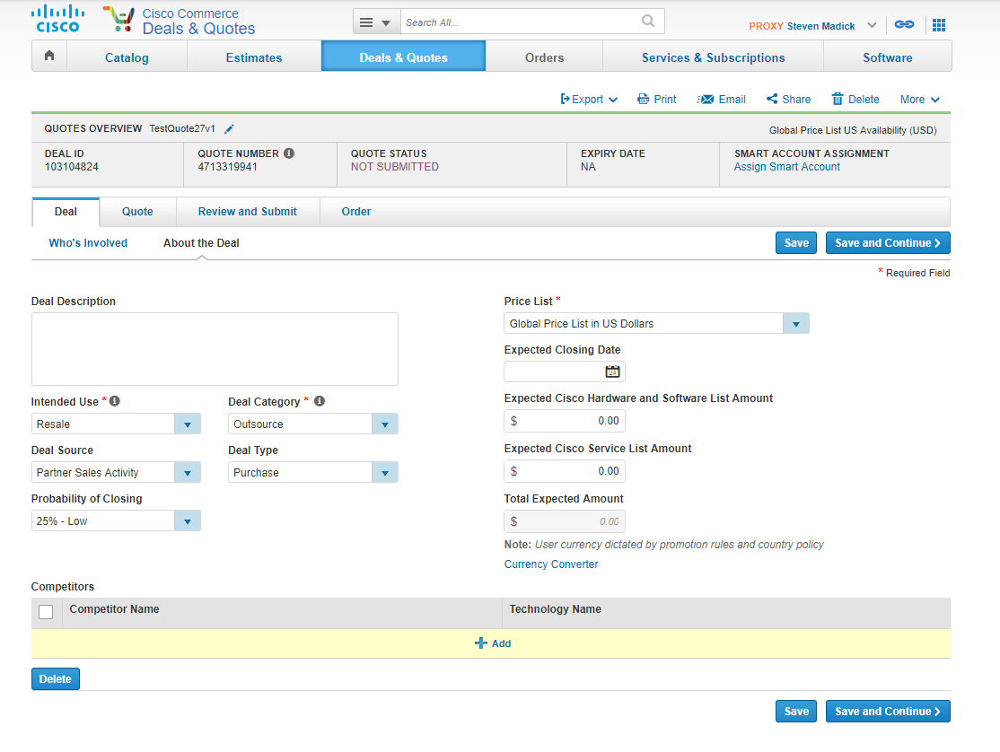 CISCO
Cisco Commerce
Deals & Quotes
Search All...
PROXY Steven Madick
Catalog
Estimates
Deals & Quotes
Orders
Services & Subscriptions
Software
Export
Print
Email
Share
Delete
More
QUOTES OVERVIEW TestQuote27v1
Global Price List US Availability (USD)
DEAL ID
103104824
QUOTE NUMBER
4713319941
QUOTE STATUS
NOT SUBMITTED
EXPIRY DATE
NA
SMART ACCOUNT ASSIGNMENT
Assign Smart Account
Deal
Quote
Review and Submit
Order
Who's Involved
About the Deal
Save
Save and Continue
* Required Field
Deal Description
Intended Use *
Resale
Deal Category *
Outsource
Deal Source
Partner Sales Activity
Deal Type
Purchase
Probability of Closing
25% - Low
Price List *
Global Price List in US Dollars
Expected Closing Date
24
Expected Cisco Hardware and Software List Amount
$ 0.00
Expected Cisco Service List Amount
$ 0.00
Total Expected Amount
$ 0.00
Note: User currency dictated by promotion rules and country policy
Currency Converter
Competitors
Competitor Name
Technology Name
Add
Delete
Save
Save and Continue